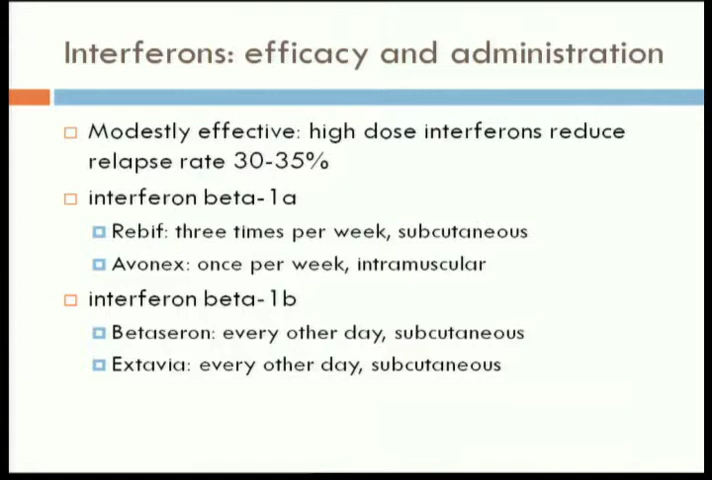 Interferons: efficacy and administration
Modestly effective: high dose interferons reduce
relapse rate 30-35%
interferon beta-1a
Rebif: three times per week, subcutaneous
Avonex: once per week, intramuscular
interferon beta-1b
Betaseron: every other day, subcutaneous
Extavia: every other day, subcutaneous